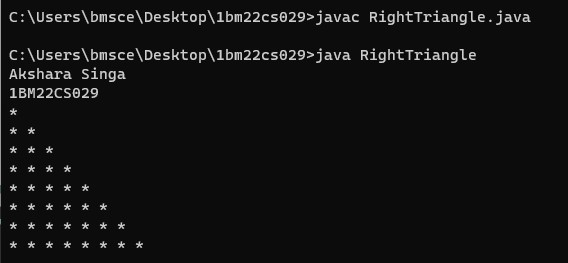 C:\Users\bmsce\Desktop\1bm22cs029>javac RightTriangle.java
C:\Users\bmsce\Desktop\1bm22cs029>java RightTriangle
Akshara Singa
1BM22CS029
*
* *
* * *
* * * *
* * * * *
* * * * * *
* * * * * * *
* * * * * * * *